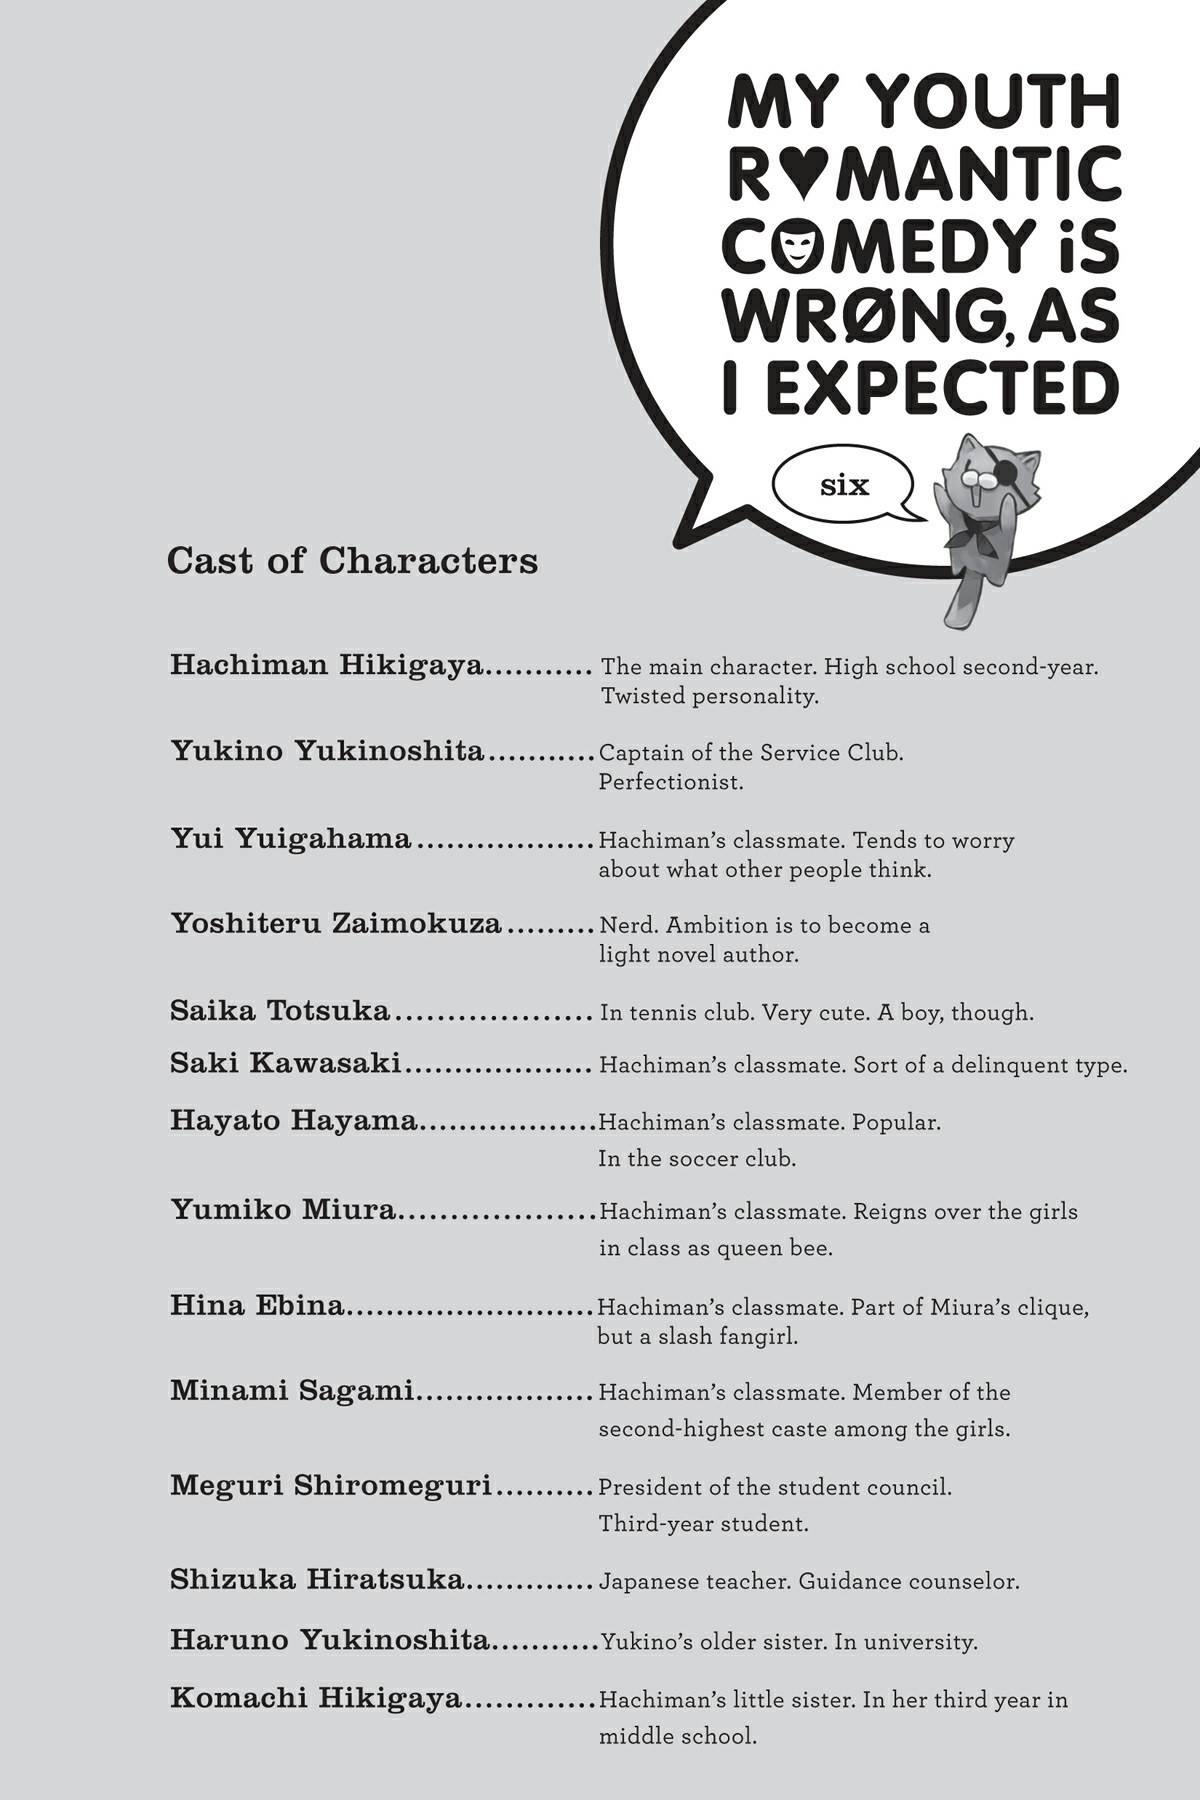 MY YOUTH
R♥MANTIC
COMEDY iS
WRØNG, AS
I EXPECTED
six
Cast of Characters
Hachiman Hikigaya........... The main character. High school second-year.
Twisted personality.
Yukino Yukinoshita...........Captain of the Service Club.
Perfectionist.
Yui Yuigahama..................Hachiman’s classmate. Tends to worry
about what other people think.
Yoshiteru Zaimokuza.........Nerd. Ambition is to become a
light novel author.
Saika Totsuka.................... In tennis club. Very cute. A boy, though.
Saki Kawasaki................... Hachiman’s classmate. Sort of a delinquent type.
Hayato Hayama..................Hachiman’s classmate. Popular.
In the soccer club.
Yumiko Miura....................Hachiman’s classmate. Reigns over the girls
in class as queen bee.
Hina Ebina.........................Hachiman’s classmate. Part of Miura’s clique,
but a slash fangirl.
Minami Sagami..................Hachiman’s classmate. Member of the
second-highest caste among the girls.
Meguri Shiromeguri..........President of the student council.
Third-year student.
Shizuka Hiratsuka.............Japanese teacher. Guidance counselor.
Haruno Yukinoshita...........Yukino’s older sister. In university.
Komachi Hikigaya.............Hachiman’s little sister. In her third year in
middle school.